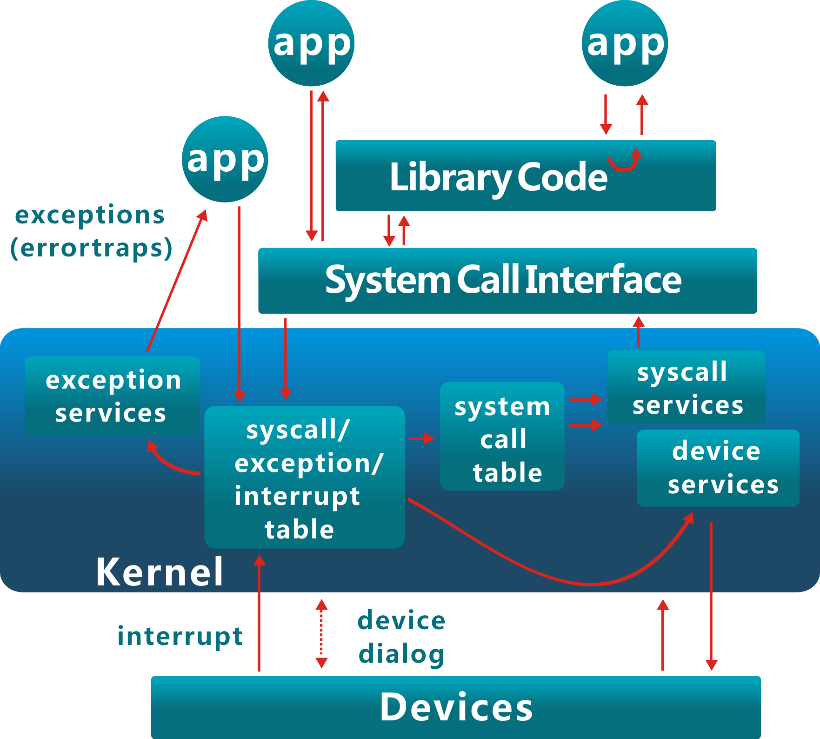 app
app
app
Library Code
exceptions
(errortraps)
System Call Interface
exception
services
syscall/
exception/
interrupt
table
system
call
table
syscall
services
device
services
Kernel
interrupt
device
dialog
Devices